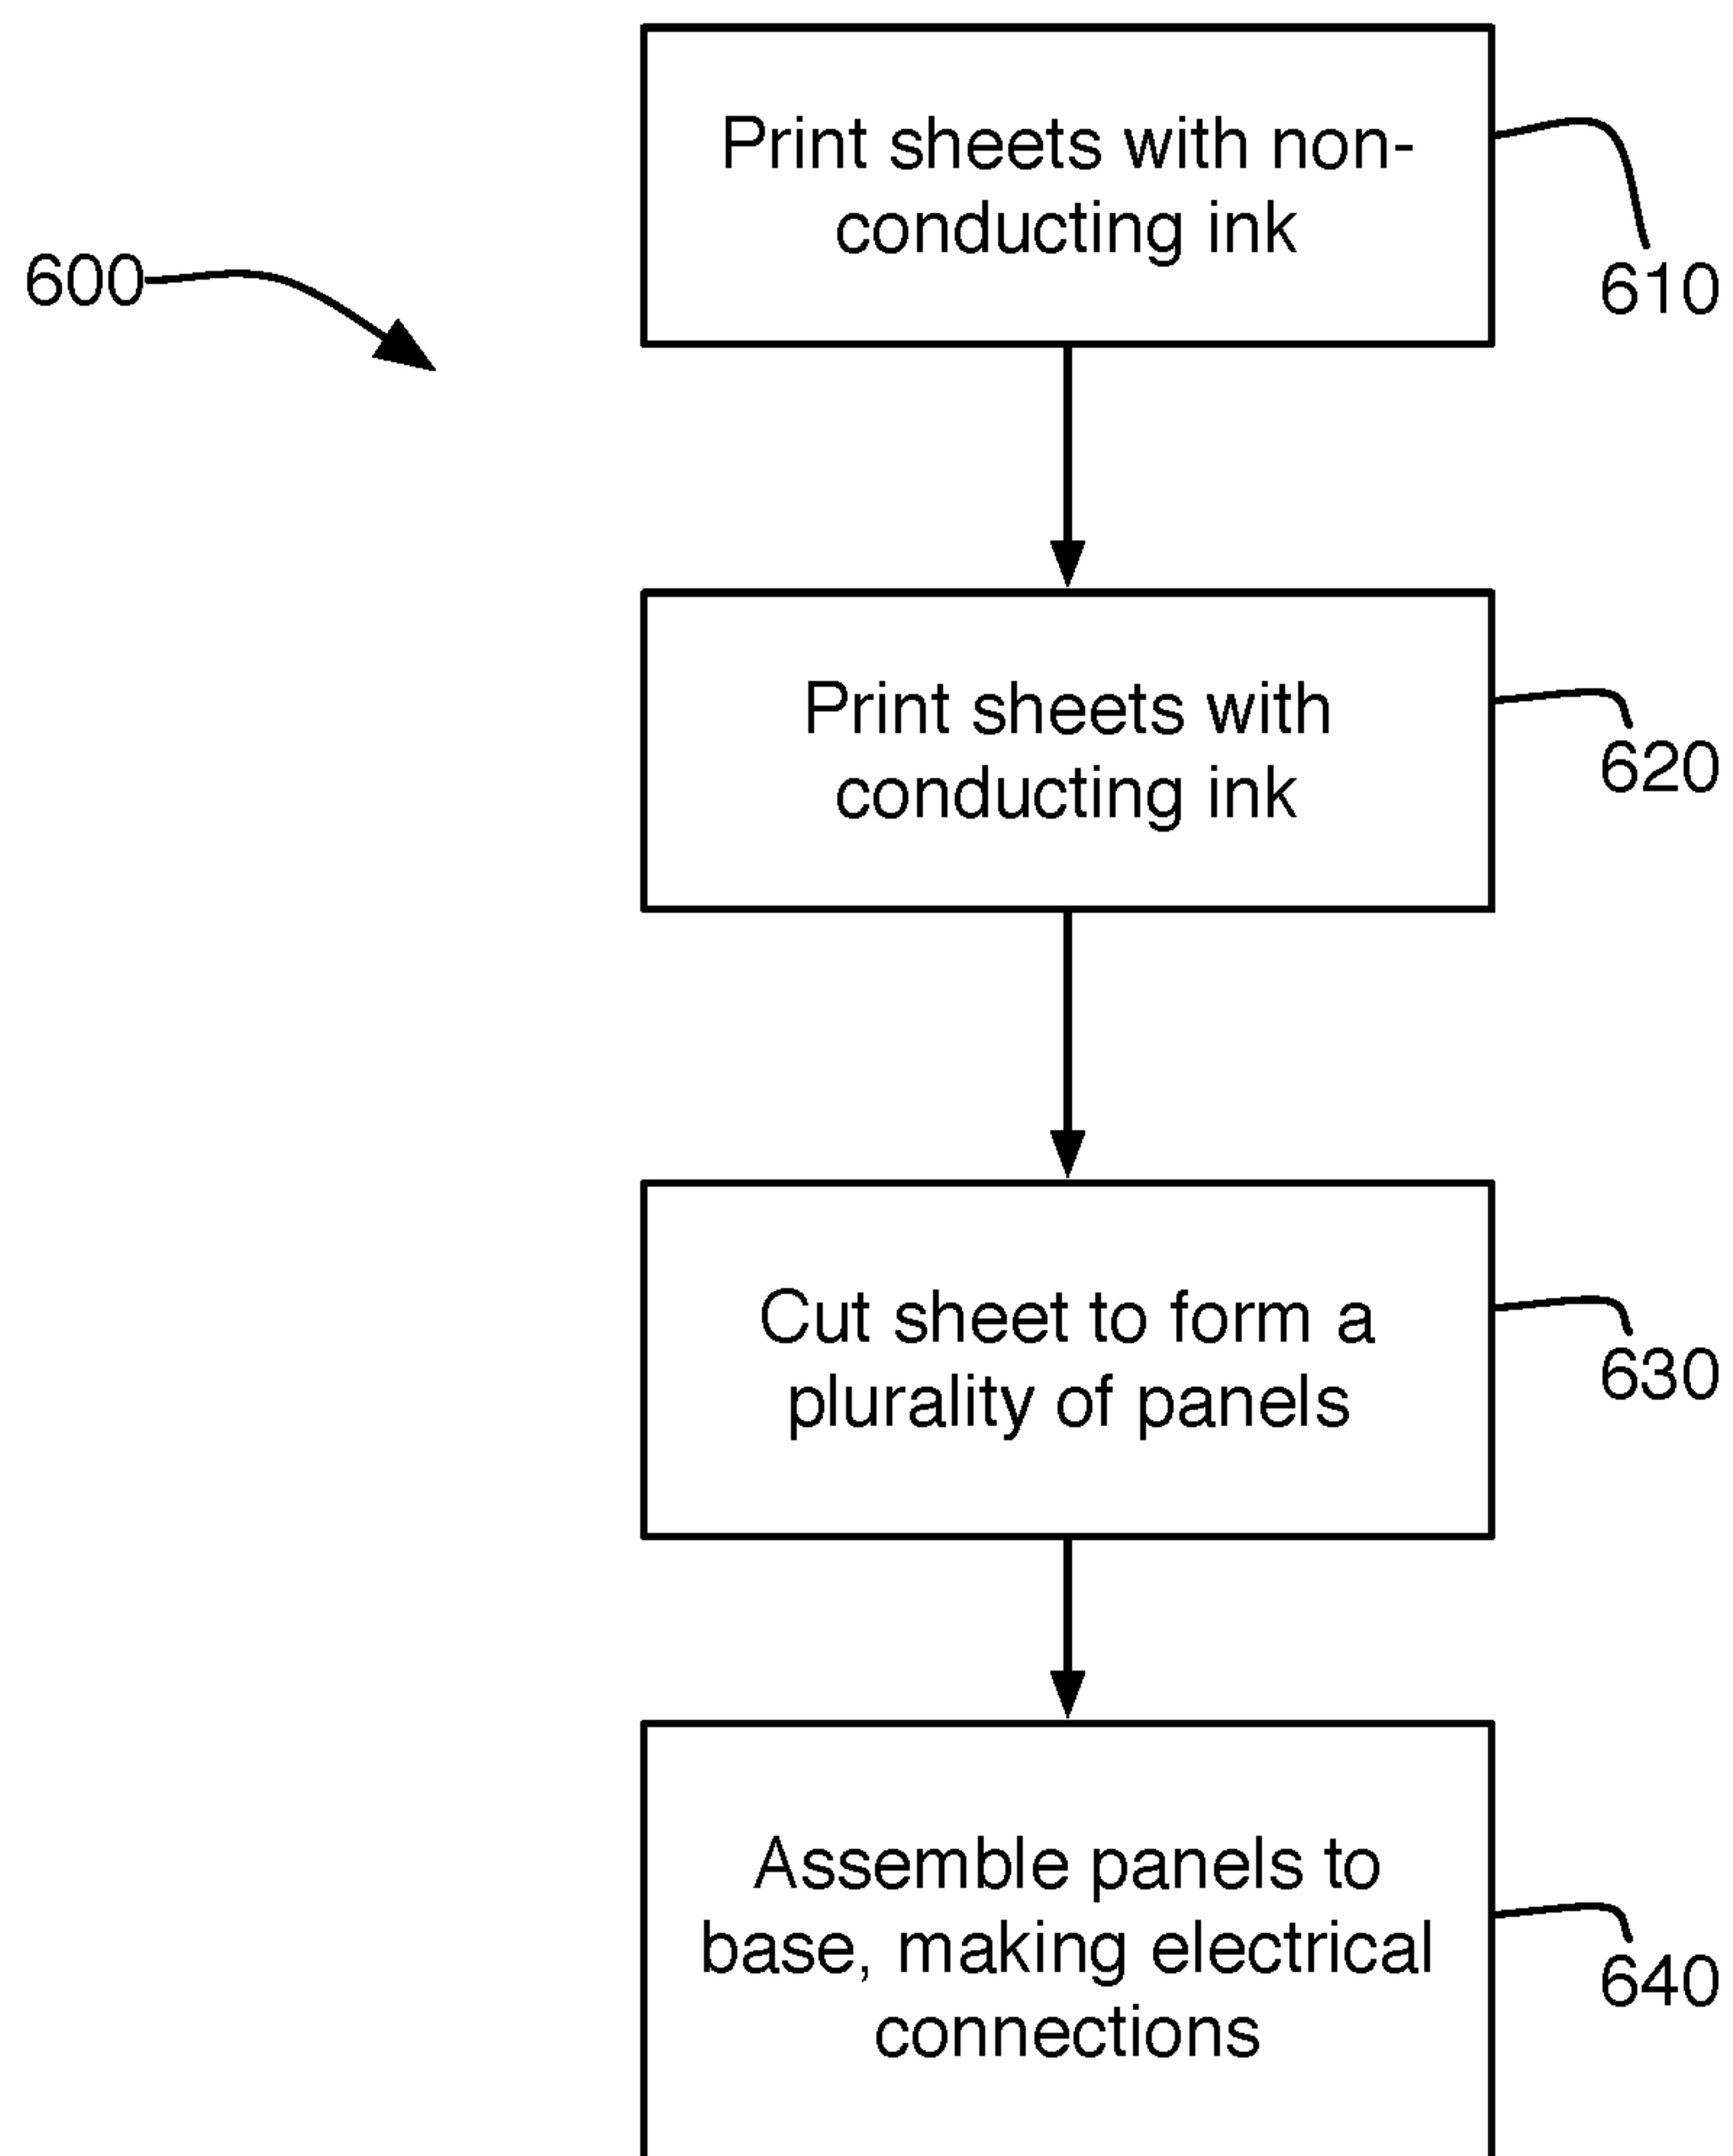 Print sheets with non-
conducting ink
600
610
Print sheets with
conducting ink
620
Cut sheet to form a
plurality of panels
630
Assemble panels to
base, making electrical
connections
640